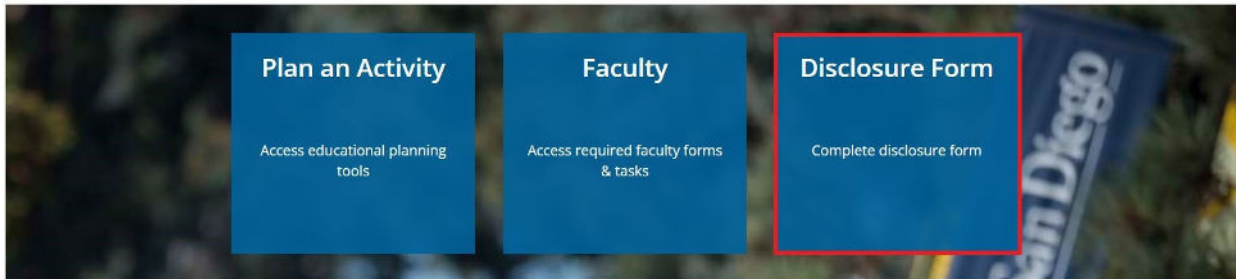 Plan an Activity
Access educational planning
tools
Faculty
Access required faculty forms
& tasks
Disclosure Form
Complete disclosure form
San Diego